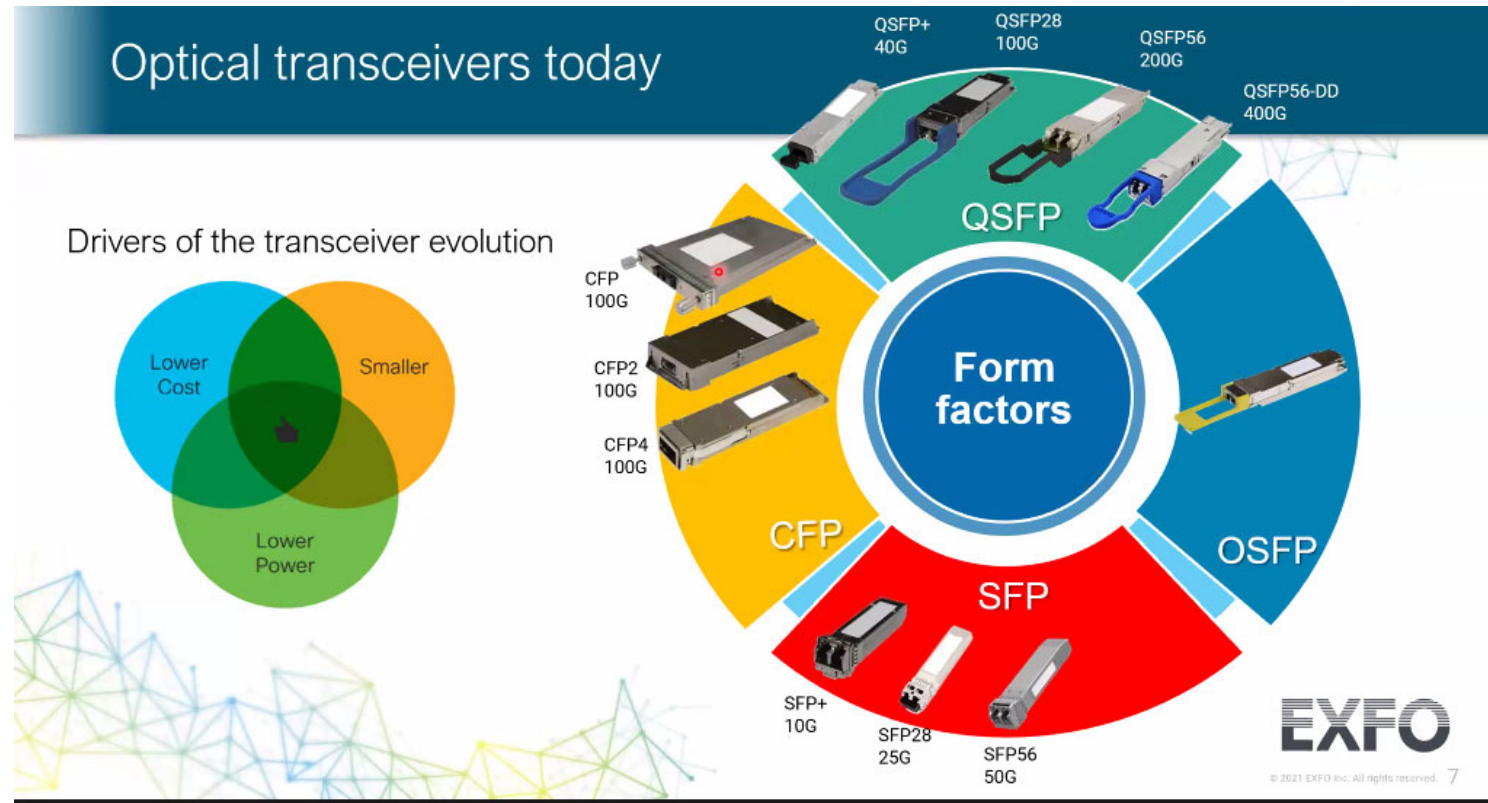 Optical transceivers today
QSFP+
40G
QSFP28
100G
QSFP56
200G
QSFP56-DD
400G
QSFP
Drivers of the transceiver evolution
Lower
Cost
Smaller
Lower
Power
CFP
100G
CFP2
100G
CFP4
100G
CFP
Form
factors
OSFP
SFP
SFP+
10G
SFP28
25G
SFP56
50G
EXFO
© 2021 EXFO Inc. All rights reserved. 7